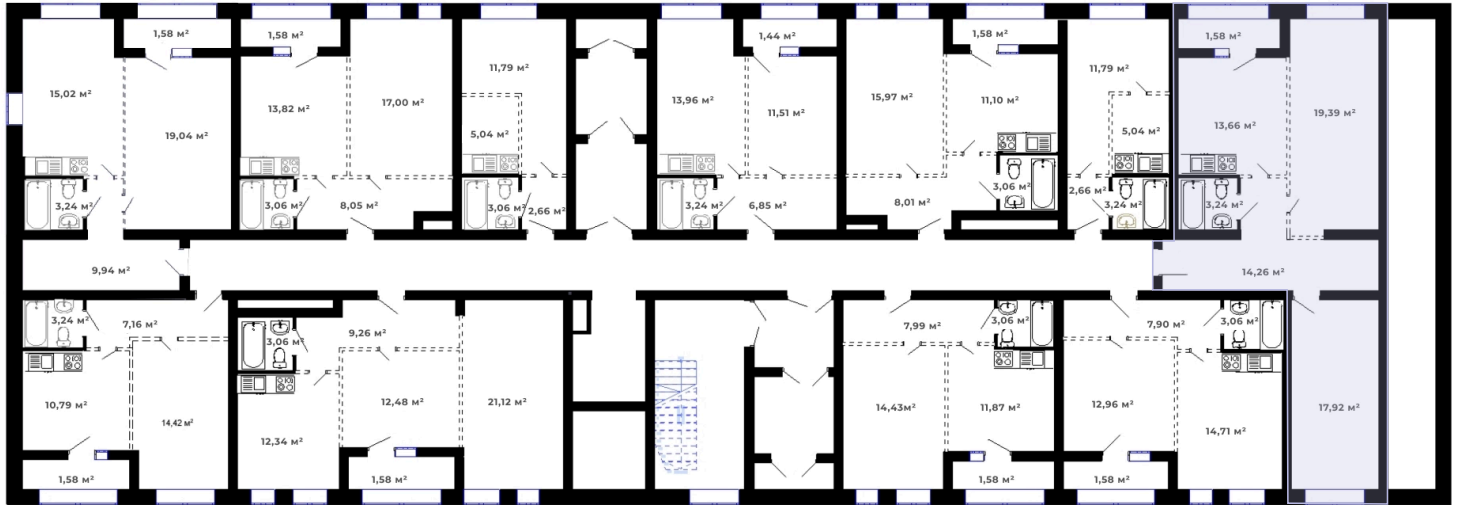 1,58 м²
1,58 м²
1,44 м²
1,58 м²
1,58 м²
15,02 м²
19,04 м²
13,82 м²
17,00 м²
11,79 м²
5,04 м²
13,96 м²
11,51 м²
15,97 м²
11,10 м²
11,79 м²
5,04 м²
13,66 м²
19,39 м²
3,24 м²
3,06 м²
8,05 м²
3,06 м²
2,66 м²
3,24 м²
6,85 м²
8,01 м²
3,06 м²
2,66 м²
3,24 м²
3,24 м²
9,94 м²
14,26 м²
3,24 м²
7,16 м²
3,06 м²
9,26 м²
7,99 м²
3,06 м²
7,90 м²
3,06 м²
10,79 м²
14,42 м²
12,34 м²
12,48 м²
21,12 м²
14,43 м²
11,87 м²
12,96 м²
14,71 м²
17,92 м²
1,58 м²
1,58 м²
1,58 м²
1,58 м²